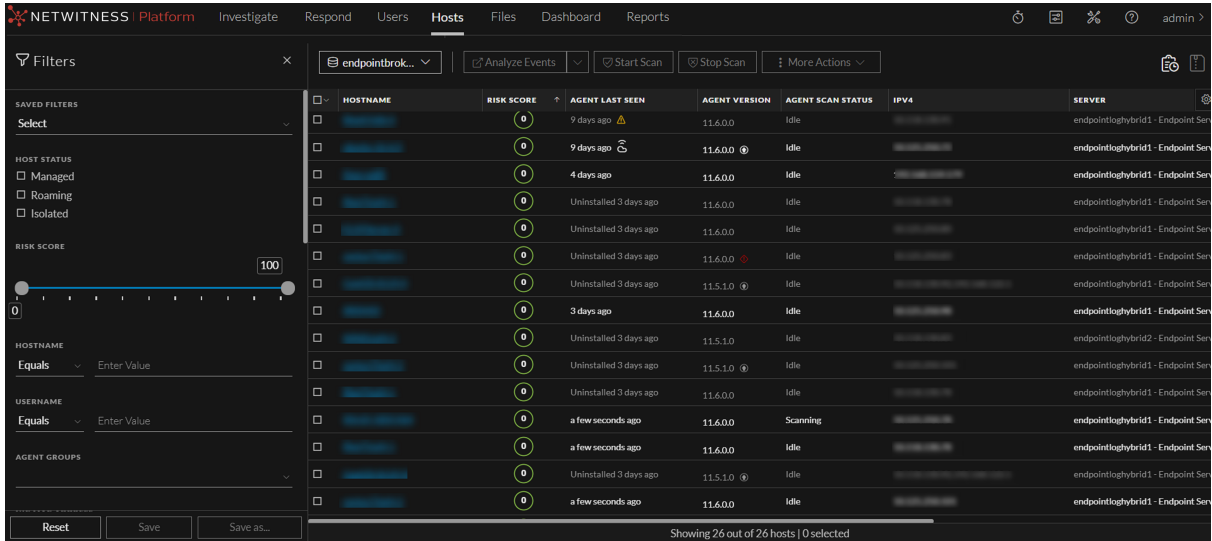 NETWITNESS Platform Investigate Respond Users Hosts Files Dashboard Reports admin >
Filters ×
endpointbrok... Analyze Events Start Scan Stop Scan More Actions
SAVED FILTERS
Select
HOST STATUS
Managed
Roaming
Isolated
RISK SCORE
100
0
HOSTNAME
Equals Enter Value
USERNAME
Equals Enter Value
AGENT GROUPS
Reset Save Save as...
HOSTNAME RISK SCORE AGENT LAST SEEN AGENT VERSION AGENT SCAN STATUS IPV4 SERVER
0 9 days ago 11.6.0.0 Idle endpointloghybrid1 - Endpoint Serv
0 9 days ago 11.6.0.0 Idle endpointloghybrid1 - Endpoint Serv
0 4 days ago 11.6.0.0 Idle endpointloghybrid1 - Endpoint Serv
0 Uninstalled 3 days ago 11.6.0.0 Idle endpointloghybrid1 - Endpoint Serv
0 Uninstalled 3 days ago 11.6.0.0 Idle endpointloghybrid1 - Endpoint Serv
0 Uninstalled 3 days ago 11.6.0.0 Idle endpointloghybrid1 - Endpoint Serv
0 Uninstalled 3 days ago 11.5.1.0 Idle endpointloghybrid1 - Endpoint Serv
0 3 days ago 11.6.0.0 Idle endpointloghybrid1 - Endpoint Serv
0 Uninstalled 3 days ago 11.5.1.0 Idle endpointloghybrid2 - Endpoint Serv
0 Uninstalled 3 days ago 11.5.1.0 Idle endpointloghybrid1 - Endpoint Serv
0 Uninstalled 3 days ago 11.6.0.0 Idle endpointloghybrid1 - Endpoint Serv
0 a few seconds ago 11.6.0.0 Scanning endpointloghybrid1 - Endpoint Serv
0 a few seconds ago 11.6.0.0 Idle endpointloghybrid1 - Endpoint Serv
0 Uninstalled 3 days ago 11.5.1.0 Idle endpointloghybrid1 - Endpoint Serv
0 a few seconds ago 11.6.0.0 Idle endpointloghybrid1 - Endpoint Serv
Showing 26 out of 26 hosts | 0 selected